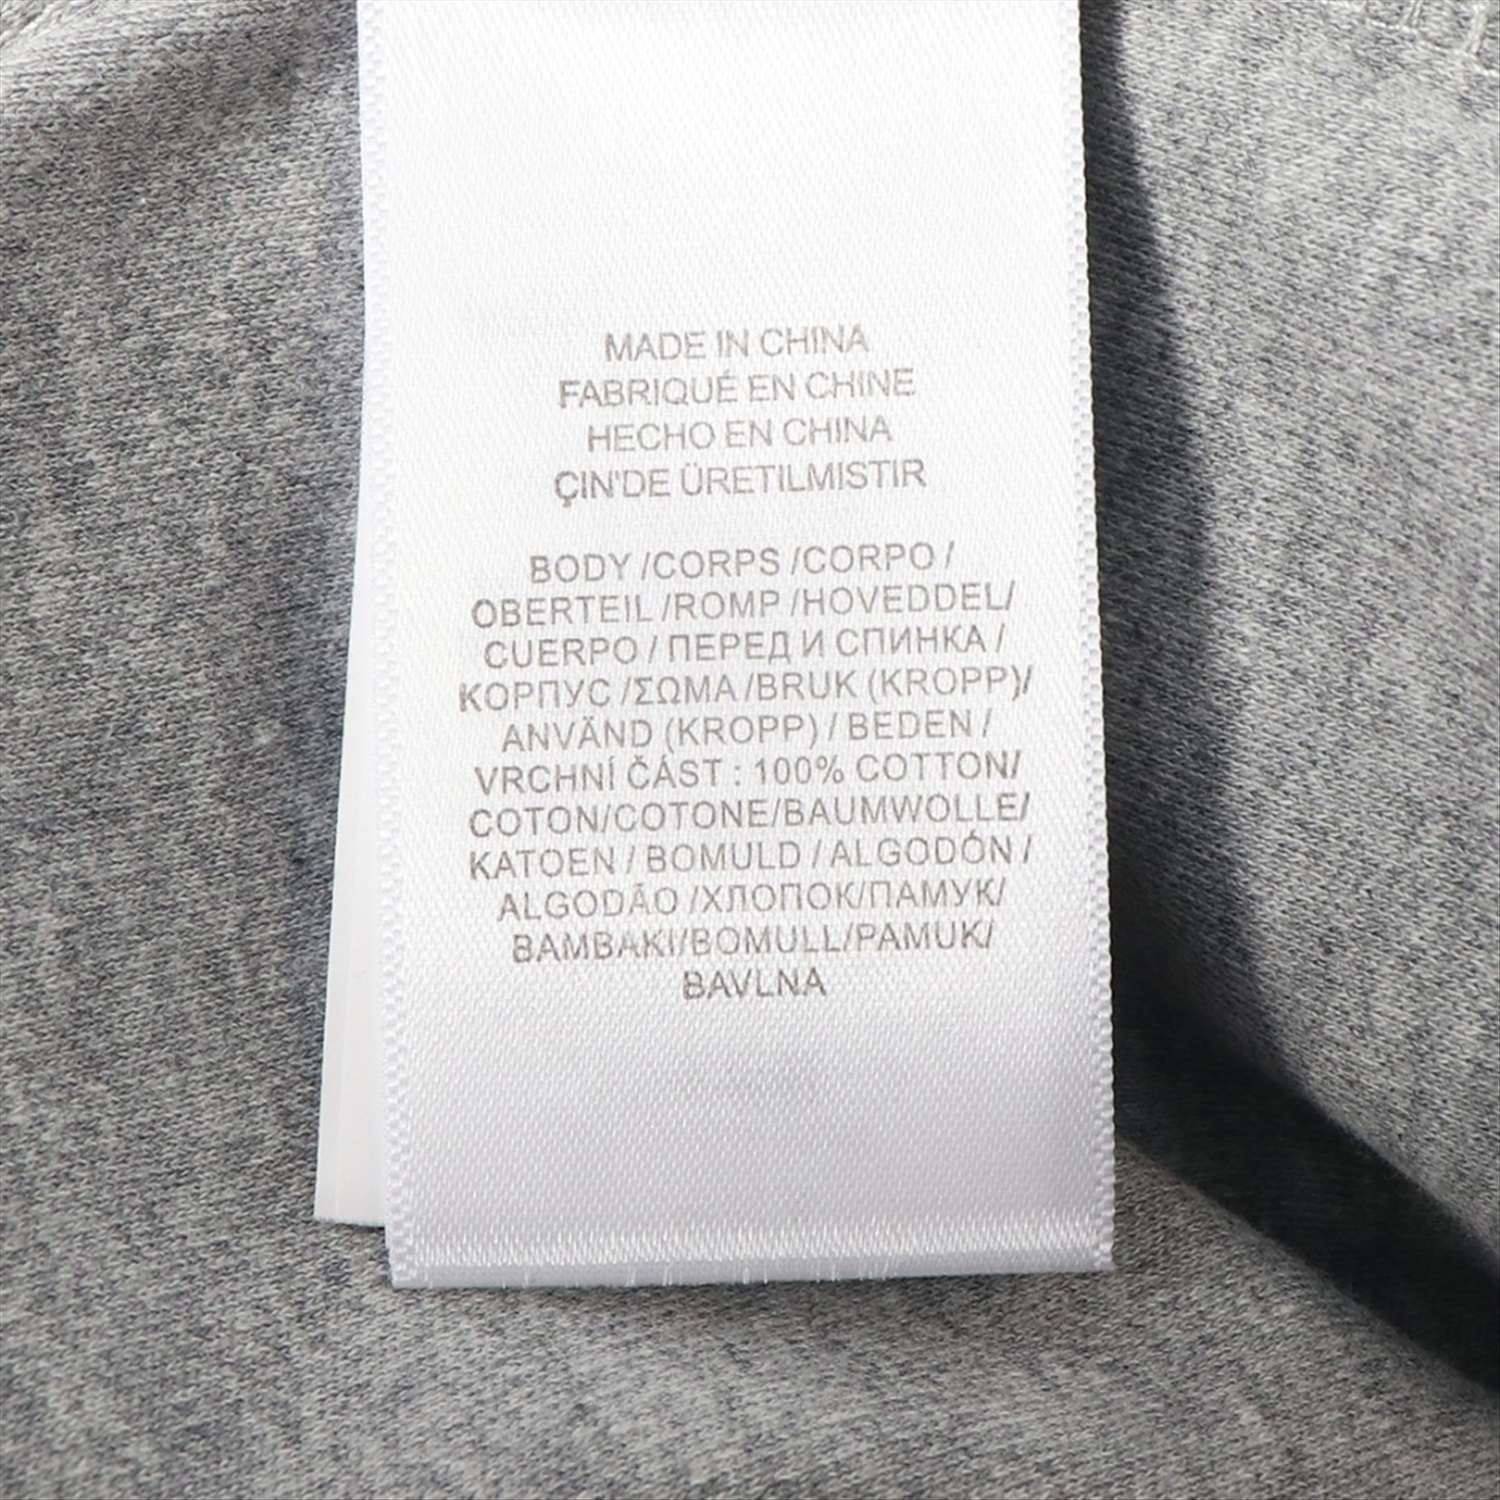 MADE IN CHINA
FABRIQUÉ EN CHINE
HECHO EN CHINA
ÇIN'DE ÜRETILMISTIR
BODY /CORPS /CORPO /
OBERTEIL /ROMP /HOVEDDEL/
CUERPO / ПЕРЕД И СПИНКА /
КОРПУС /ΣΩΜΑ /BRUK (KROPP)/
ANVÄND (KROPP) / BEDEN /
VRCHNÍ ČÁST : 100% COTTON/
COTON/COTONE/BAUMWOLLE/
KATOEN / BOMULD / ALGODÓN /
ALGODÃO /ХЛОПОК/ПАМУК/
BAMBAKI/BOMULL/PAMUK/
BAVLNA